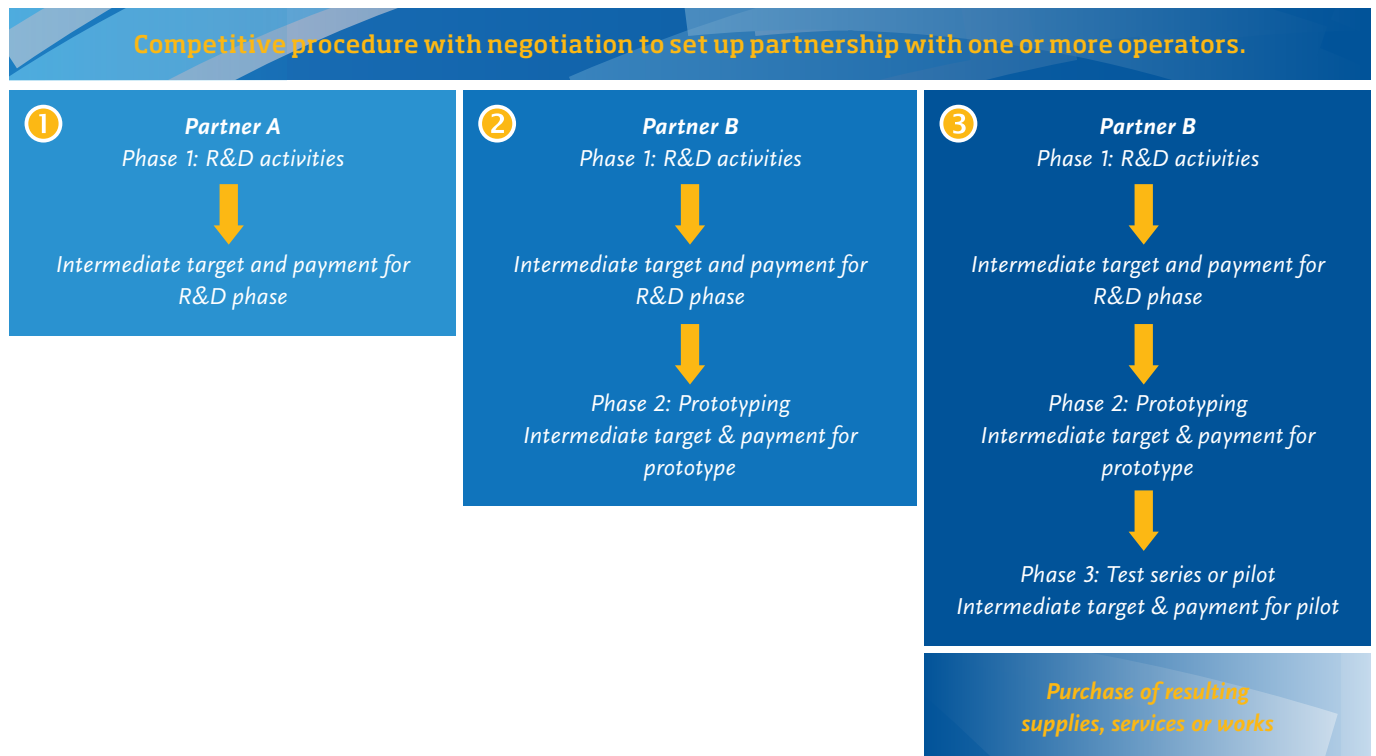 Competitive procedure with negotiation to set up partnership with one or more operators.
1
Partner A
Phase 1: R&D activities
Intermediate target and payment for
R&D phase
2
Partner B
Phase 1: R&D activities
Intermediate target and payment for
R&D phase
Phase 2: Prototyping
Intermediate target & payment for
prototype
3
Partner B
Phase 1: R&D activities
Intermediate target and payment for
R&D phase
Phase 2: Prototyping
Intermediate target & payment for
prototype
Phase 3: Test series or pilot
Intermediate target & payment for pilot
Purchase of resulting
supplies, services or works